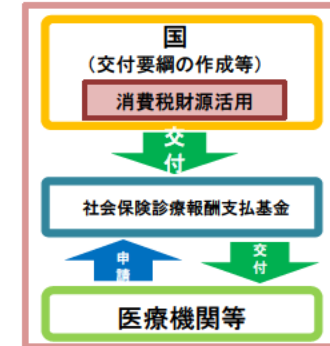 国
（交付要綱の作成等）
消費税財源活用
交付
社会保険診療報酬支払基金
申請
交付
医療機関等